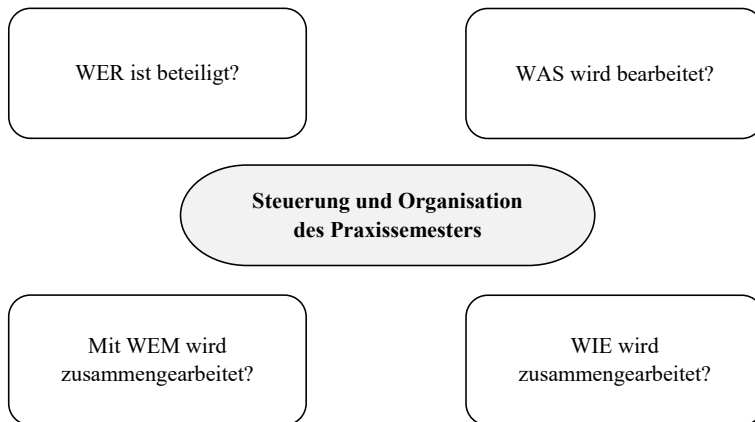 WER ist beteiligt?
WAS wird bearbeitet?
Steuerung und Organisation
des Praxissemesters
Mit WEM wird
zusammengearbeitet?
WIE wird
zusammengearbeitet?